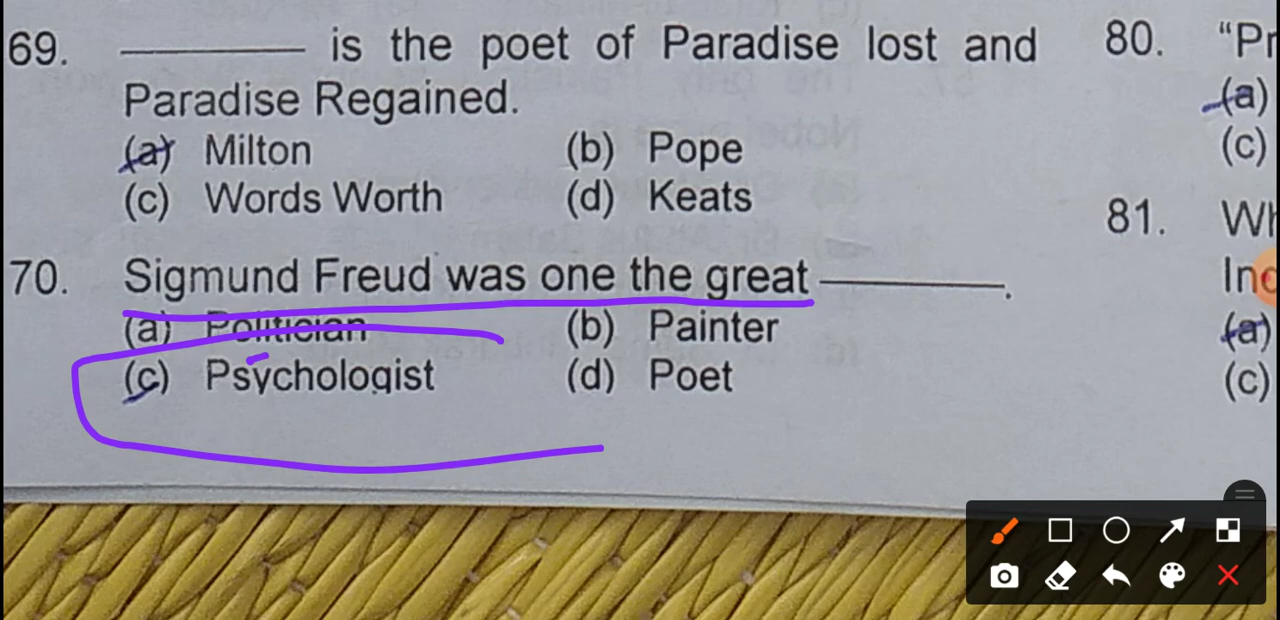 69. ________ is the poet of Paradise lost and
Paradise Regained.
(a) Milton (b) Pope
(c) Words Worth (d) Keats
70. Sigmund Freud was one the great ________.
(a) Politician (b) Painter
(c) Psychologist (d) Poet
80. “Pr
(a)
(c)
81. Wh
Inc
(a)
(c)